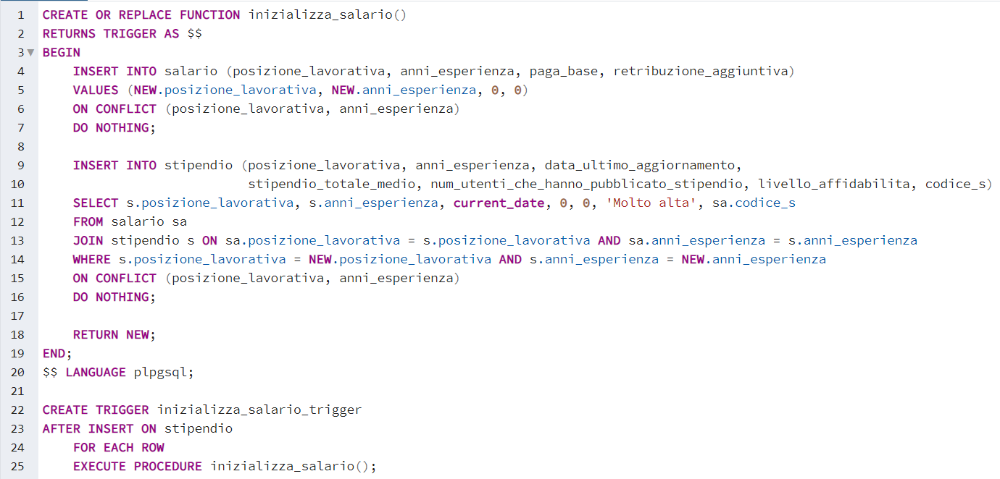 1 CREATE OR REPLACE FUNCTION inizializza_salario()
2 RETURNS TRIGGER AS $$
3 BEGIN
4     INSERT INTO salario (posizione_lavorativa, anni_esperienza, paga_base, retribuzione_aggiuntiva)
5     VALUES (NEW.posizione_lavorativa, NEW.anni_esperienza, 0, 0)
6     ON CONFLICT (posizione_lavorativa, anni_esperienza)
7     DO NOTHING;
8
9     INSERT INTO stipendio (posizione_lavorativa, anni_esperienza, data_ultimo_aggiornamento,
10                            stipendio_totale_medio, num_utenti_che_hanno_pubblicato_stipendio, livello_affidabilita, codice_s)
11     SELECT s.posizione_lavorativa, s.anni_esperienza, current_date, 0, 0, 'Molto alta', sa.codice_s
12     FROM salario sa
13     JOIN stipendio s ON sa.posizione_lavorativa = s.posizione_lavorativa AND sa.anni_esperienza = s.anni_esperienza
14     WHERE s.posizione_lavorativa = NEW.posizione_lavorativa AND s.anni_esperienza = NEW.anni_esperienza
15     ON CONFLICT (posizione_lavorativa, anni_esperienza)
16     DO NOTHING;
17
18     RETURN NEW;
19 END;
20 $$ LANGUAGE plpgsql;
21
22 CREATE TRIGGER inizializza_salario_trigger
23 AFTER INSERT ON stipendio
24     FOR EACH ROW
25     EXECUTE PROCEDURE inizializza_salario();